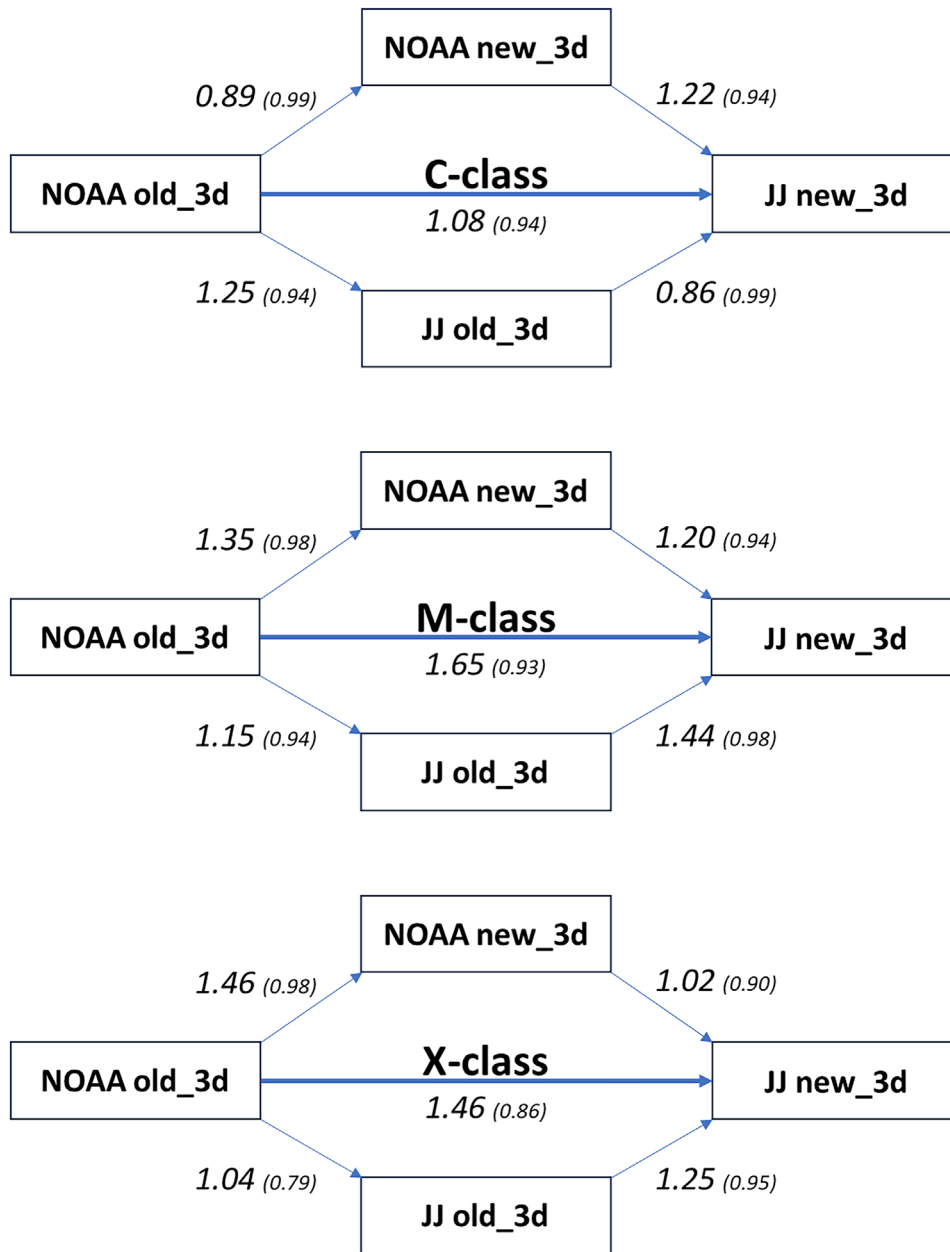 NOAA new_3d
0.89 (0.99)
1.22 (0.94)
NOAA old_3d
C-class
1.08 (0.94)
JJ new_3d
1.25 (0.94)
0.86 (0.99)
JJ old_3d
NOAA new_3d
1.35 (0.98)
1.20 (0.94)
NOAA old_3d
M-class
1.65 (0.93)
JJ new_3d
1.15 (0.94)
1.44 (0.98)
JJ old_3d
NOAA new_3d
1.46 (0.98)
1.02 (0.90)
NOAA old_3d
X-class
1.46 (0.86)
JJ new_3d
1.04 (0.79)
1.25 (0.95)
JJ old_3d